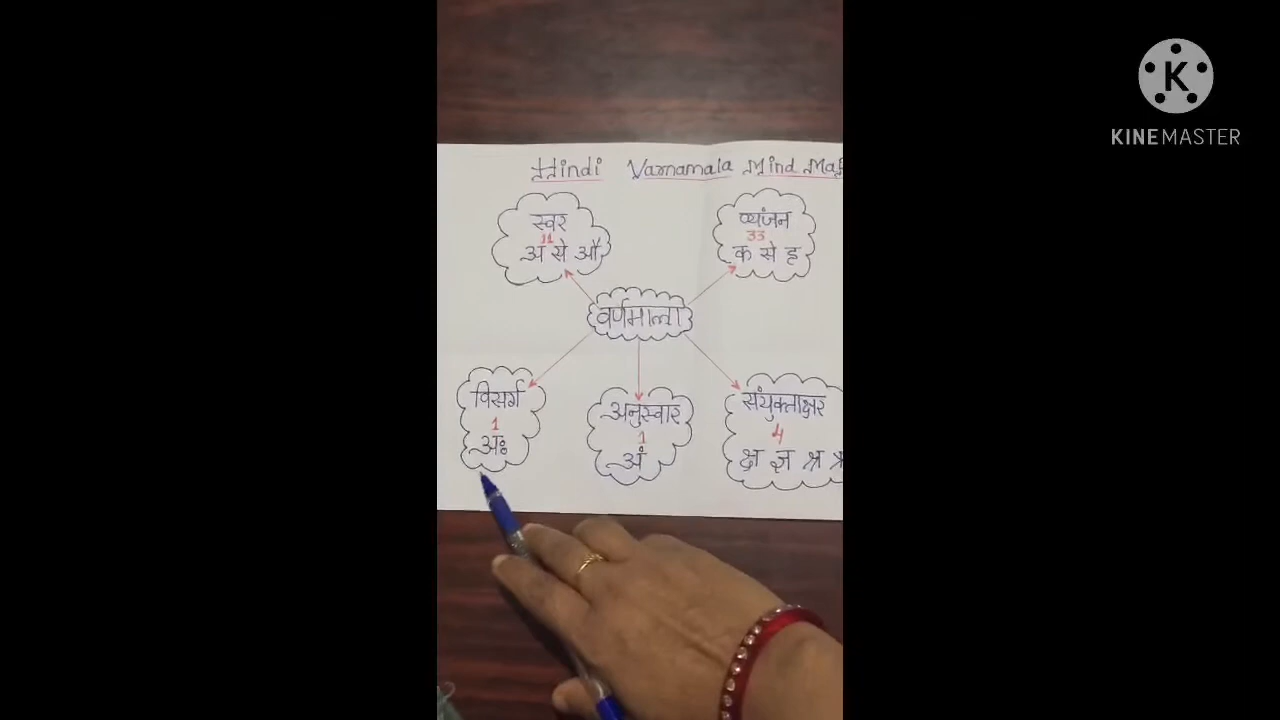 Hindi Varnamala Mind Map
स्वर
11
अ से औ
व्यंजन
33
क से ह
वर्णमाला
विसर्ग
1
अः
अनुस्वार
1
अं
संयुक्ताक्षर
4
क्ष ज्ञ श्र
K
KINEMASTER